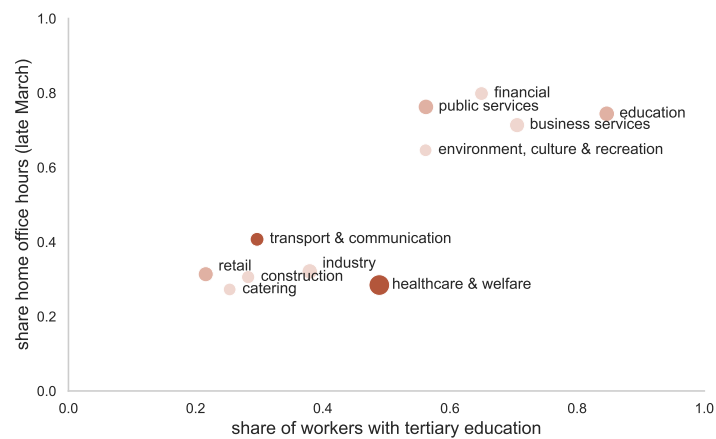 1.0
0.8
0.6
0.4
0.2
0.0
share home office hours (late March)
financial
public services
education
business services
environment, culture & recreation
transport & communication
retail
industry
construction
healthcare & welfare
catering
0.0
0.2
0.4
0.6
0.8
1.0
share of workers with tertiary education